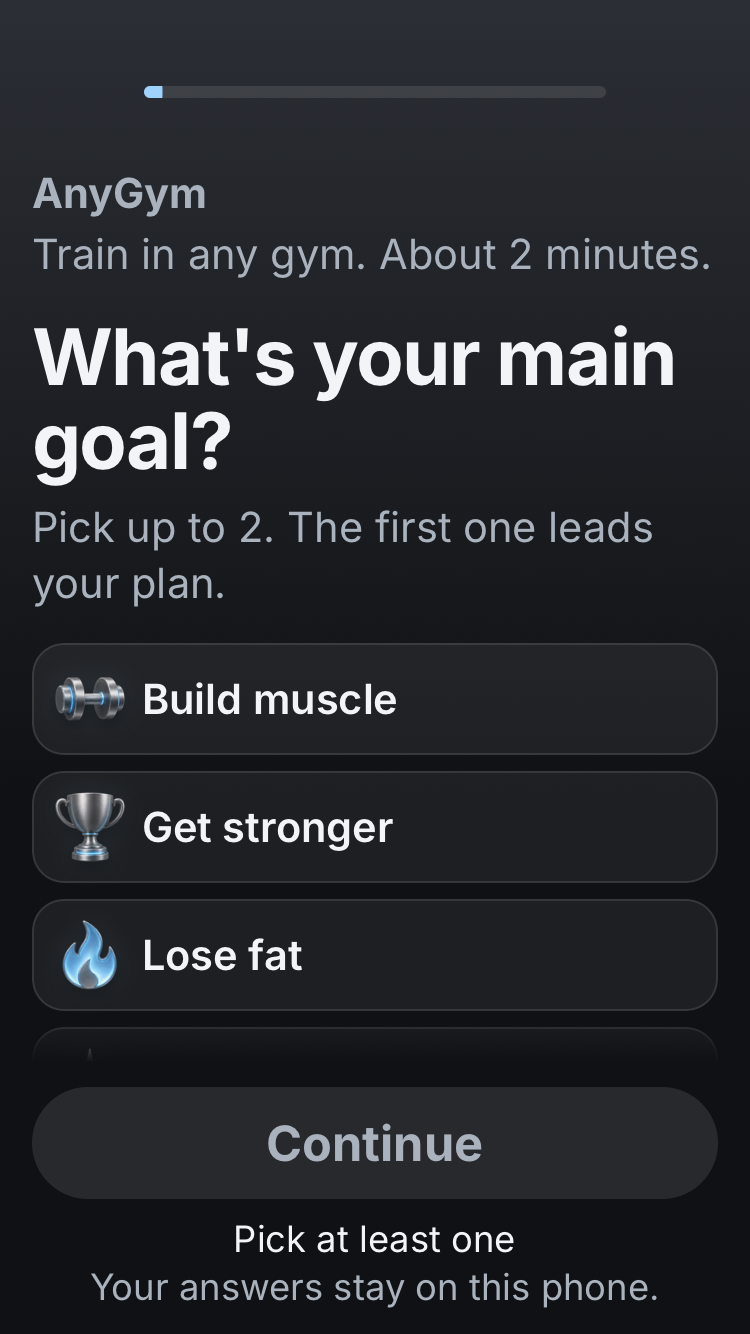 AnyGym
Train in any gym. About 2 minutes.
What's your main
goal?
Pick up to 2. The first one leads
your plan.
Build muscle
Get stronger
Lose fat
Continue
Pick at least one
Your answers stay on this phone.